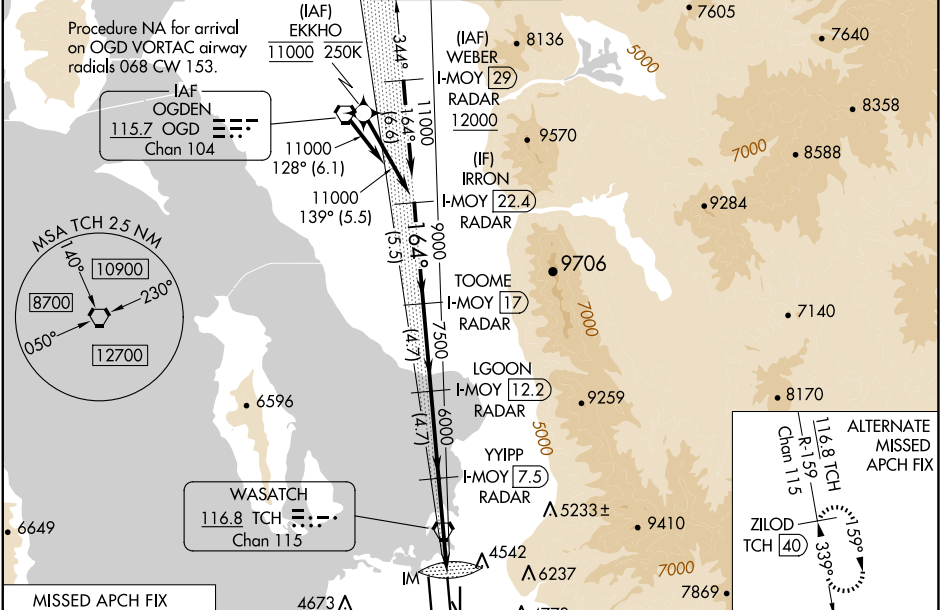 Procedure NA for arrival
on OGD VORTAC airway
radials 068 CW 153.
(IAF)
EKKHO
11000 250K
IAF
OGDEN
115.7 OGD
Chan 104
344°
164°
(6.6)
11000
11000
128° (6.1)
11000
139° (5.5)
(IAF)
WEBER
I-MOY 29
RADAR
12000
(IF)
IRRON
I-MOY 22.4
RADAR
164°
(5.5)
9000
TOOME
I-MOY 17
RADAR
(4.7)
7500
LGOON
I-MOY 12.2
RADAR
(4.7)
6000
YYIPP
I-MOY 7.5
RADAR
7605
8136
7640
5000
8358
9570
7000
8588
9284
9706
7000
7140
9259
8170
5000
5233±
9410
4542
6237
7000
7869
MSA TCH 25 NM
140°
10900
230°
8700
050°
12700
6596
6649
WASATCH
116.8 TCH
Chan 115
IM
4673
MISSED APCH FIX
ALTERNATE
MISSED
APCH FIX
116.8 TCH
R-159
Chan 115
ZILOD
TCH 40
159°
339°